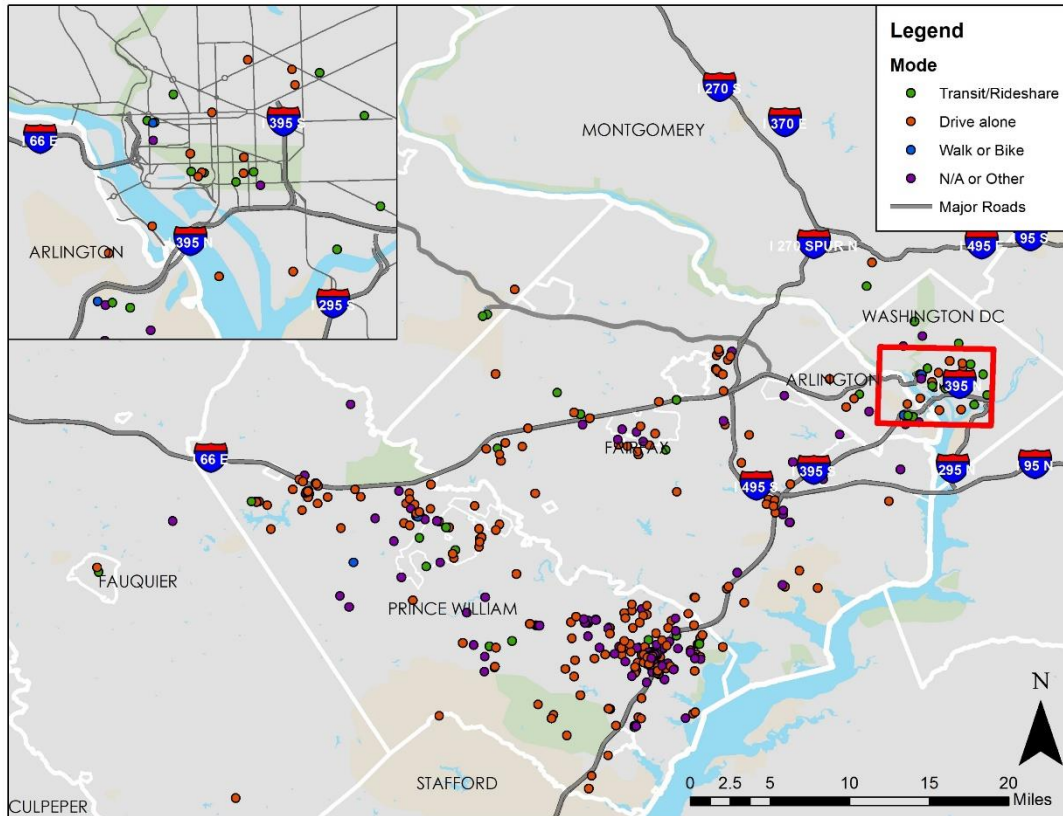 I 395 S
I 66 E
ARLINGTON
I 395 N
I 295 S
I 270 S
I 370 E
MONTGOMERY
Legend
Mode
Transit/Rideshare
Drive alone
Walk or Bike
N/A or Other
Major Roads
I 270 SPUR N
I 495 E
95 S
WASHINGTON DC
ARLINGTON
395 N
FAIRFAX
I 66 E
I 495 S
I 395 S
I 295 N
I 95 N
FAUQUIER
PRINCE WILLIAM
STAFFORD
CULPEPER
N
0 2.5 5 10 15 20
Miles